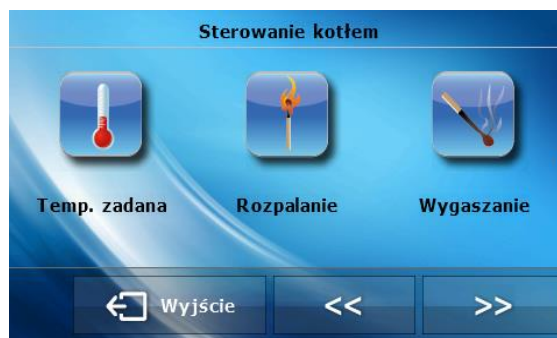 Sterowanie kotłem
Temp. zadana Rozpalanie Wygaszanie
Wyjście << >>